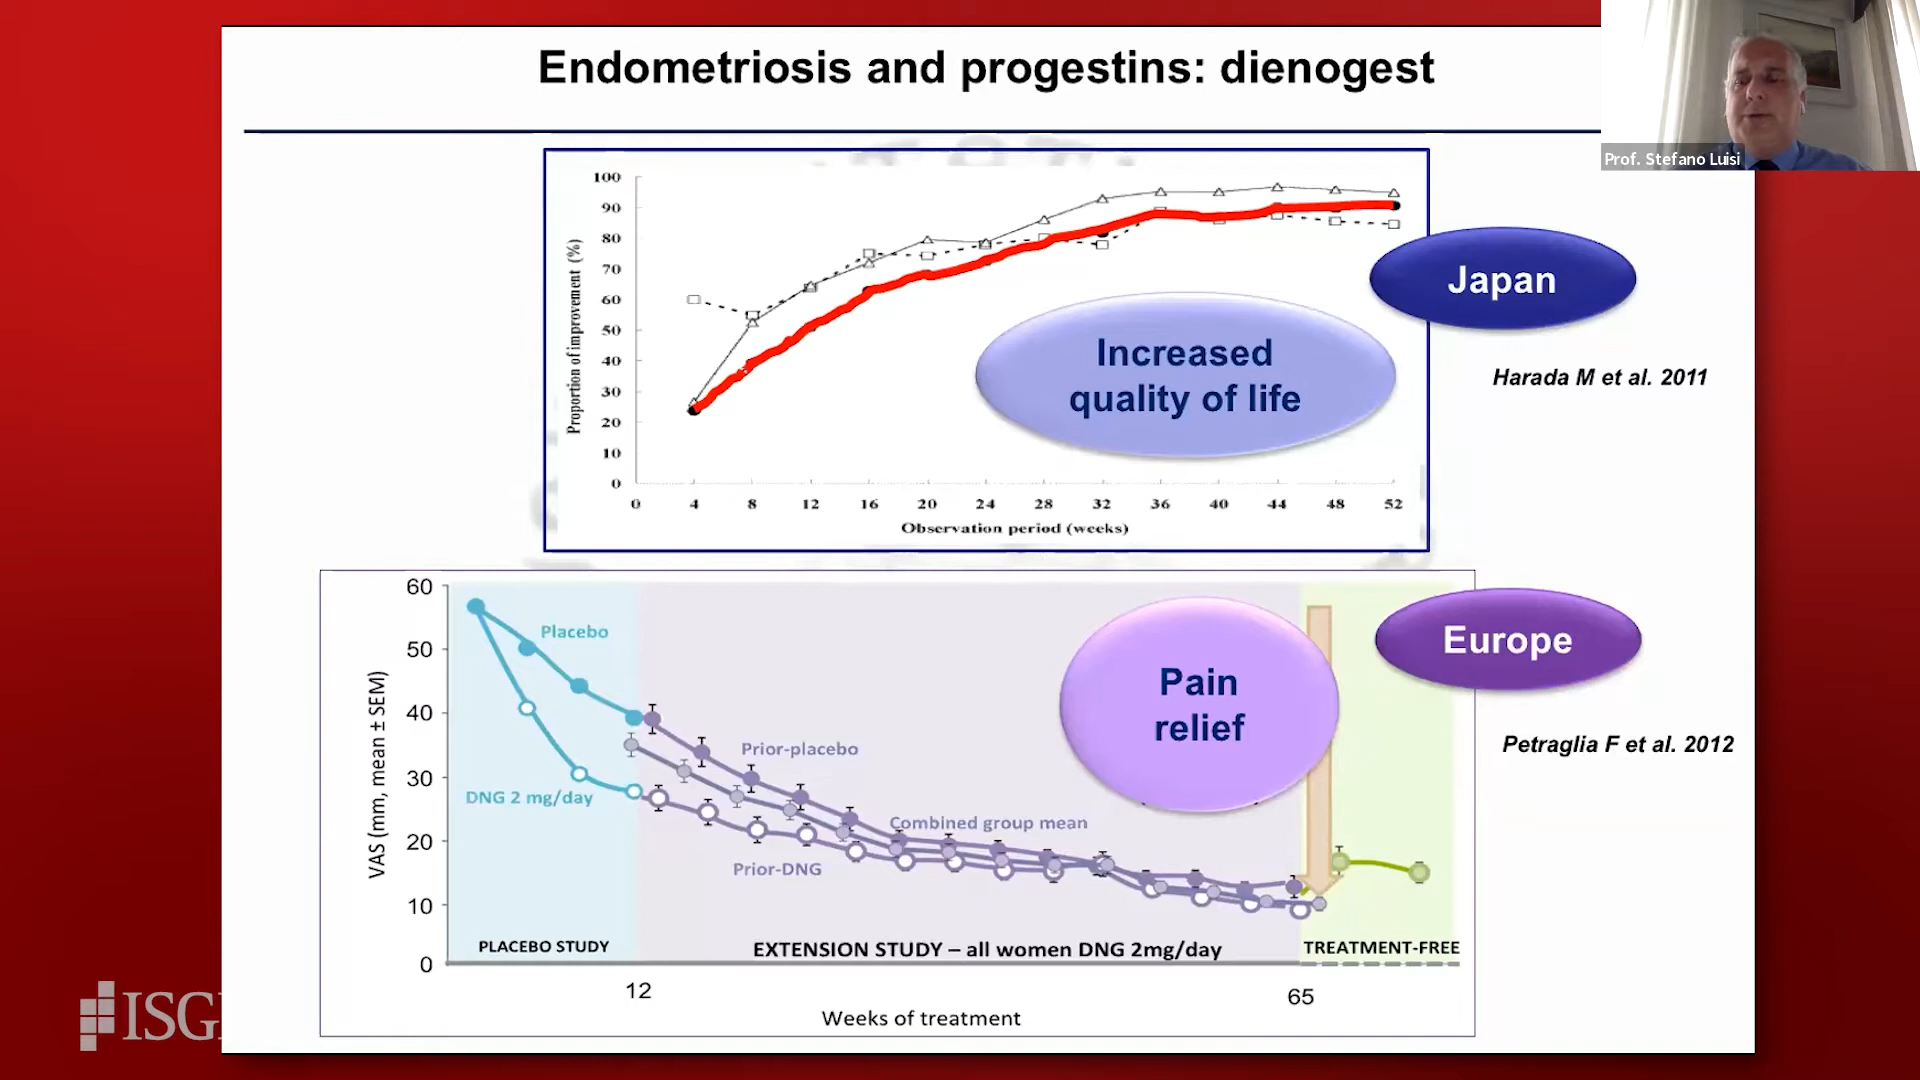 Endometriosis and progestins: dienogest
Prof. Stefano Luisi
100
90
80
70
60
50
40
30
20
10
0
Proportion of improvement (%)
0 4 8 12 16 20 24 28 32 36 40 44 48 52
Observation period (weeks)
Increased
quality of life
Japan
Harada M et al. 2011
60
50
40
30
20
10
0
VAS (mm, mean ± SEM)
Placebo
DNG 2 mg/day
Prior-placebo
Combined group mean
Prior-DNG
Pain
relief
Europe
Petraglia F et al. 2012
PLACEBO STUDY
EXTENSION STUDY – all women DNG 2mg/day
TREATMENT-FREE
12
65
Weeks of treatment
ISG